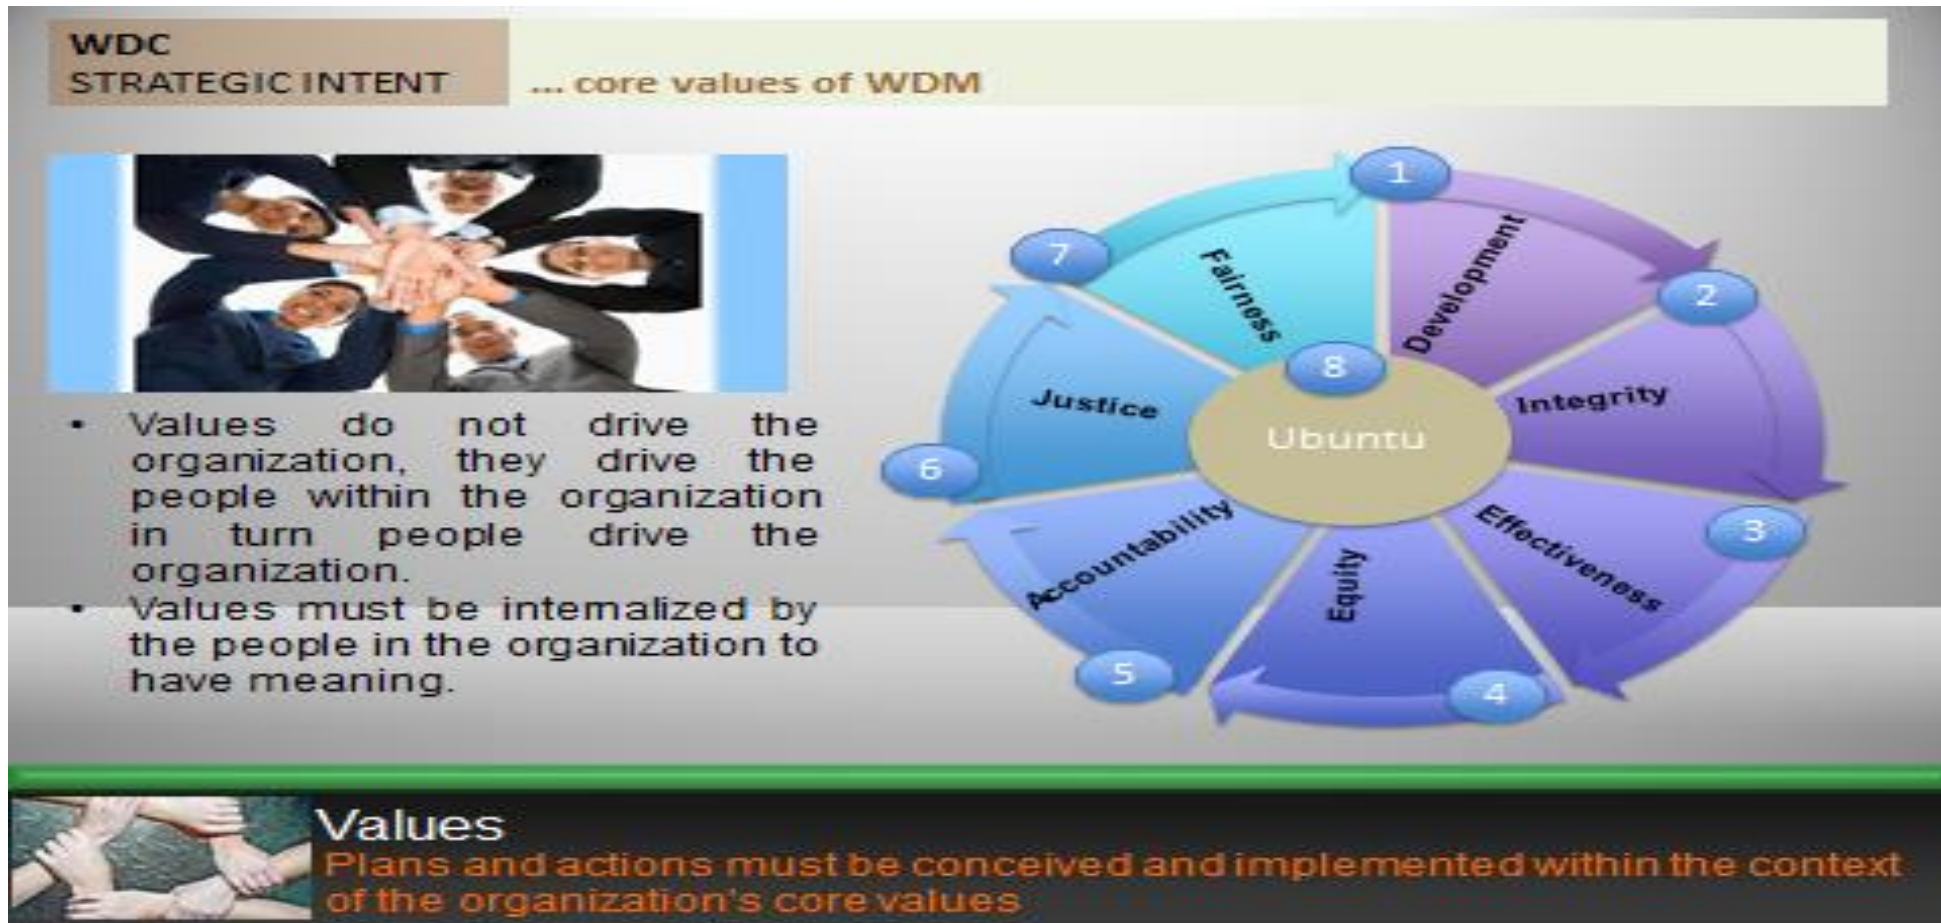 WDC
STRATEGIC INTENT
... core values of WDM
• Values do not drive the
organization, they drive the
people within the organization
in turn people drive the
organization.
• Values must be internalized by
the people in the organization to
have meaning.
1
Development
2
Integrity
3
Effectiveness
4
Equity
5
Accountability
6
Justice
7
Fairness
8
Ubuntu
Values
Plans and actions must be conceived and implemented within the context
of the organization's core values